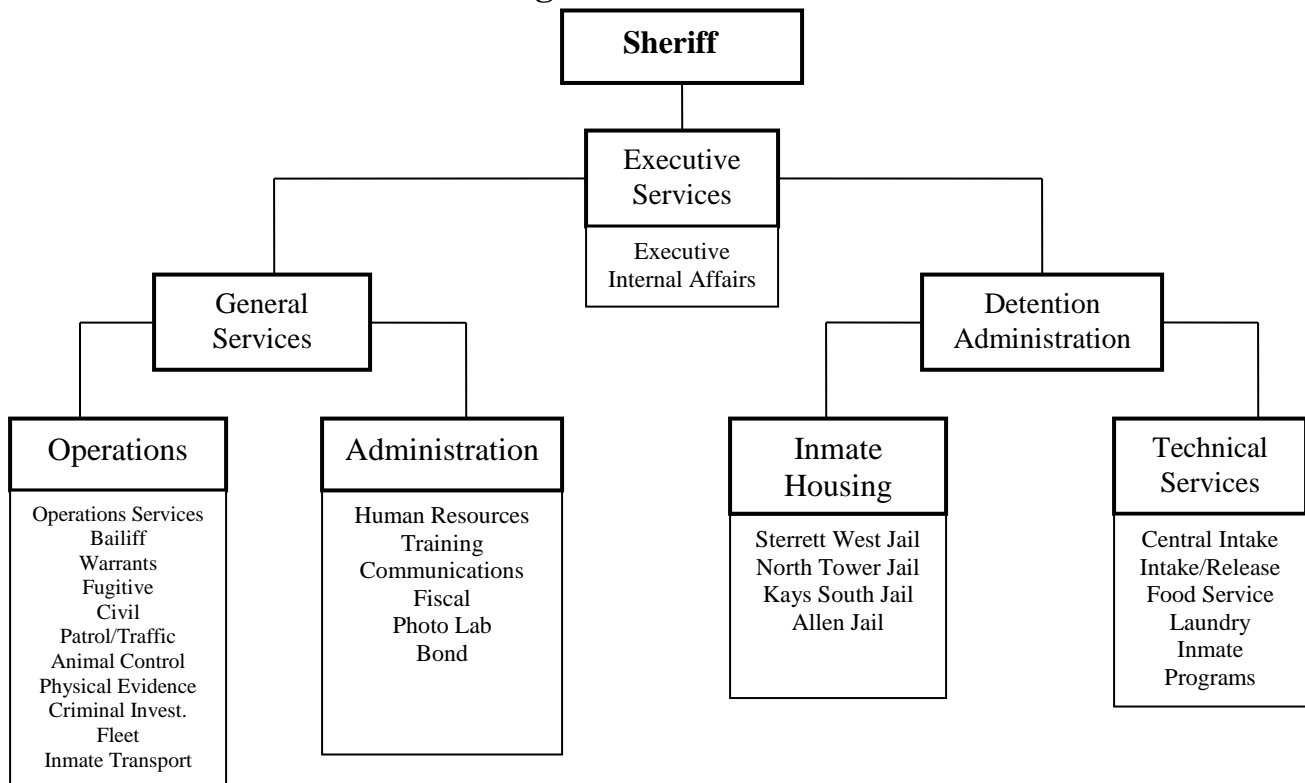 Sheriff
Executive
Services
Executive
Internal Affairs
General
Services
Detention
Administration
Operations
Operations Services
Bailiff
Warrants
Fugitive
Civil
Patrol/Traffic
Animal Control
Physical Evidence
Criminal Invest.
Fleet
Inmate Transport
Administration
Human Resources
Training
Communications
Fiscal
Photo Lab
Bond
Inmate
Housing
Sterrett West Jail
North Tower Jail
Kays South Jail
Allen Jail
Technical
Services
Central Intake
Intake/Release
Food Service
Laundry
Inmate
Programs